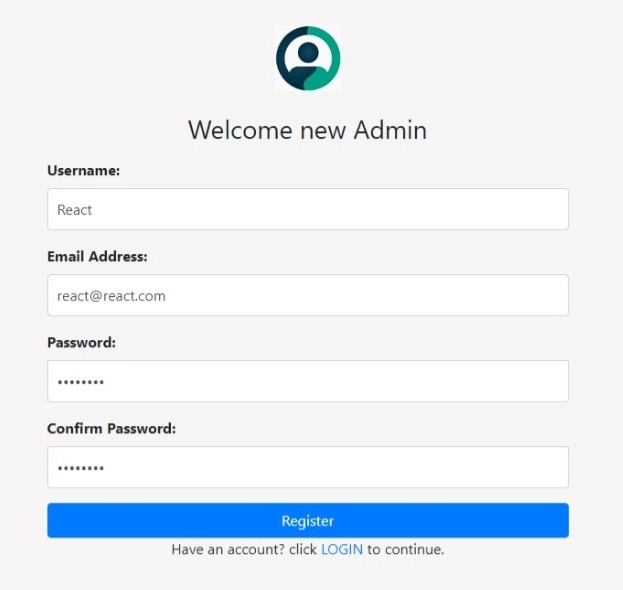 Welcome new Admin
Username:
React
Email Address:
react@react.com
Password:
••••••••
Confirm Password:
••••••••
Register
Have an account? click LOGIN to continue.